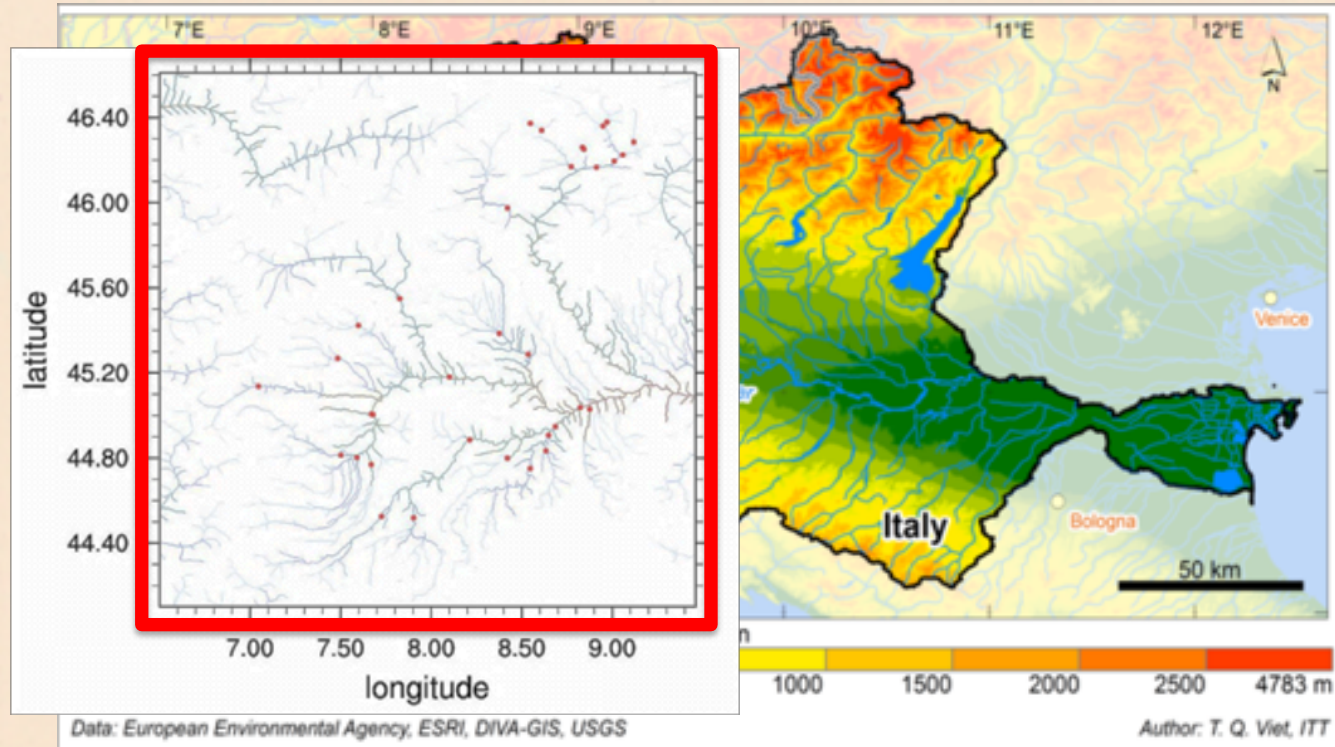 7°E 8°E 9°E 10°E 11°E 12°E
N
46.40
46.00
45.60
45.20
44.80
44.40
latitude
7.00 7.50 8.00 8.50 9.00
longitude
Venice
Italy
Bologna
50 km
1000 1500 2000 2500 4783 m
Data: European Environmental Agency, ESRI, DIVA-GIS, USGS
Author: T. Q. Viet, ITT